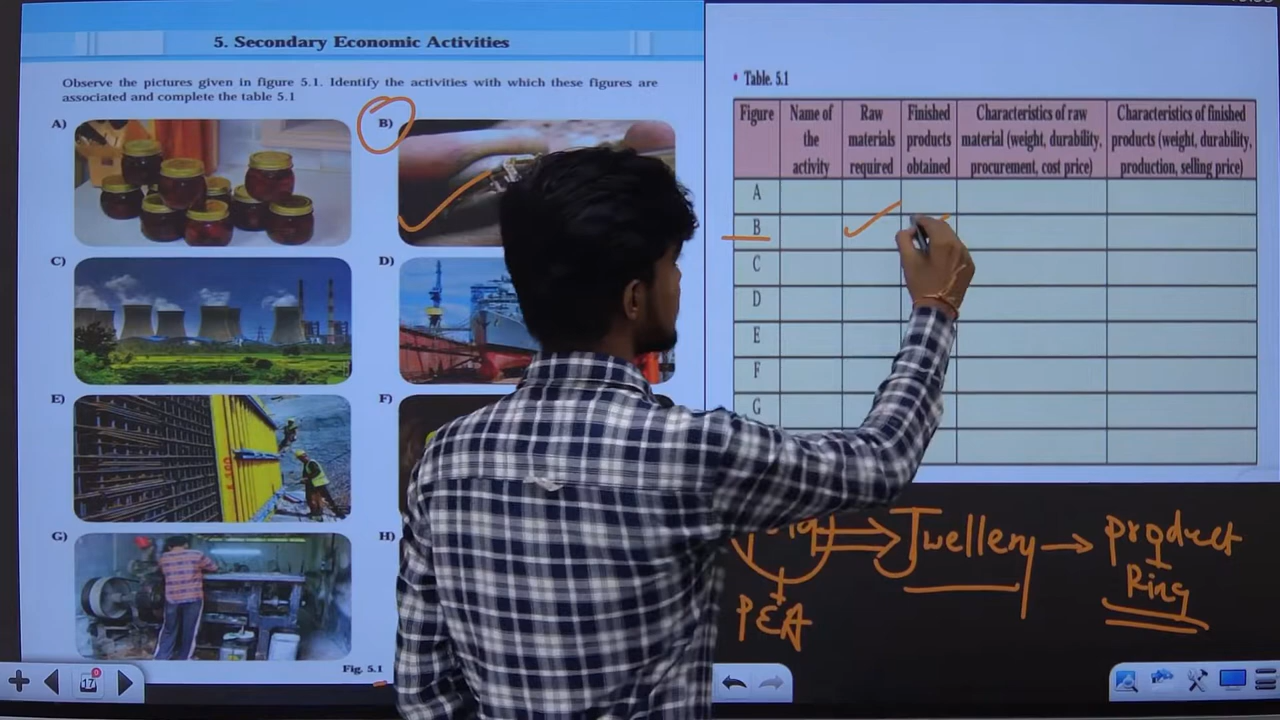 5. Secondary Economic Activities
Observe the pictures given in figure 5.1. Identify the activities with which these figures are
associated and complete the table 5.1
A)
B)
C)
D)
E)
F)
G)
H)
Fig. 5.1
• Table. 5.1
Figure
Name of
the
activity
Raw
materials
required
Finished
products
obtained
Characteristics of raw
material (weight, durability,
procurement, cost price)
Characteristics of finished
products (weight, durability,
production, selling price)
A
B
C
D
E
F
G
Jwellery → product
Ring
PEA
17
9